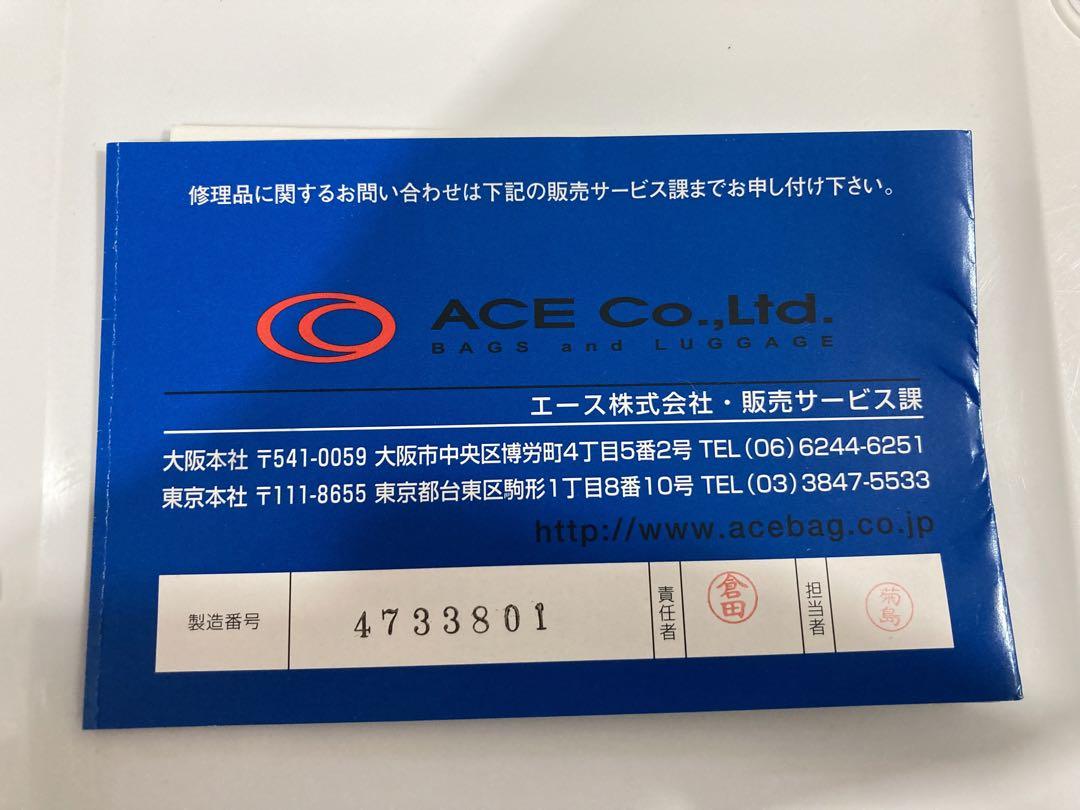 修理品に関するお問い合わせは下記の販売サービス課までお申し付け下さい。
ACE Co.,Ltd.
BAGS and LUGGAGE
エース株式会社・販売サービス課
大阪本社 〒541-0059 大阪市中央区博労町4丁目5番2号 TEL(06)6244-6251
東京本社 〒111-8655 東京都台東区駒形1丁目8番10号 TEL(03)3847-5533
http://www.acebag.co.jp
製造番号 4733801 責任者 倉田 担当者 菊島